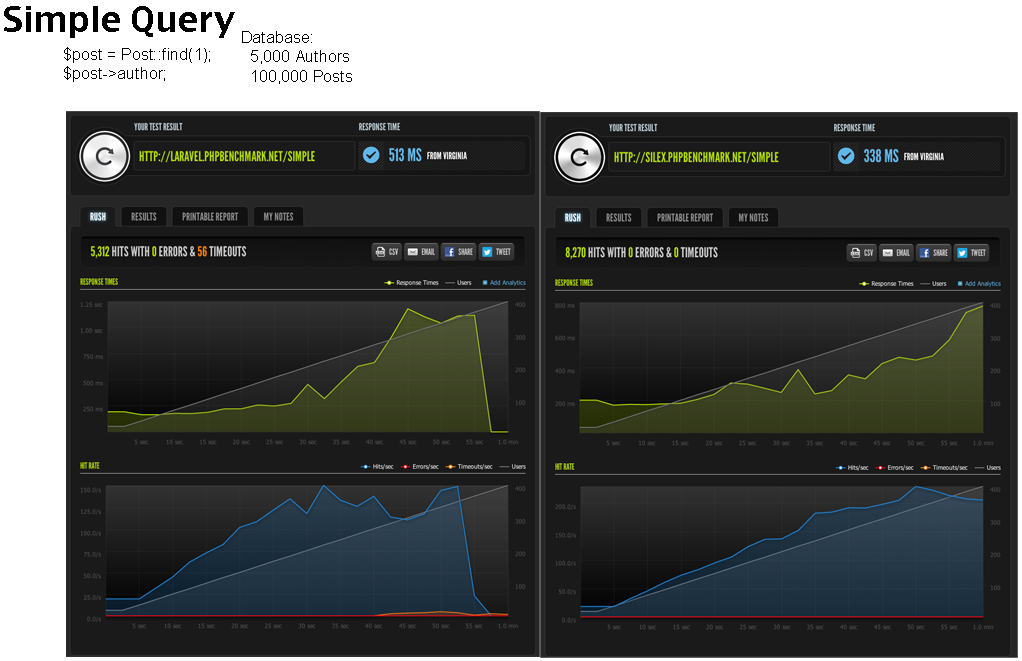 Simple Query
$post = Post::find(1);
$post->author;
Database:
5,000 Authors
100,000 Posts
YOUR TEST RESULT
RESPONSE TIME
HTTP://LARAVEL.PHPBENCHMARK.NET/SIMPLE
513 MS FROM VIRGINIA
RUSH RESULTS PRINTABLE REPORT MY NOTES
5,312 HITS WITH 0 ERRORS & 56 TIMEOUTS
CSV EMAIL SHARE TWEET
RESPONSE TIMES
Response Times Users Add Analytics
1.25 sec
1.00 sec
750 ms
500 ms
250 ms
400
300
200
100
5 sec 10 sec 15 sec 20 sec 25 sec 30 sec 35 sec 40 sec 45 sec 50 sec 55 sec 1.0 min
HIT RATE
Hits/sec Errors/sec Timeouts/sec Users
150.0/s
125.0/s
100.0/s
75.0/s
50.0/s
25.0/s
0.0/s
400
300
200
100
5 sec 10 sec 15 sec 20 sec 25 sec 30 sec 35 sec 40 sec 45 sec 50 sec 55 sec 1.0 min
YOUR TEST RESULT
RESPONSE TIME
HTTP://SILEX.PHPBENCHMARK.NET/SIMPLE
338 MS FROM VIRGINIA
RUSH RESULTS PRINTABLE REPORT MY NOTES
8,270 HITS WITH 0 ERRORS & 0 TIMEOUTS
CSV EMAIL SHARE TWEET
RESPONSE TIMES
Response Times Users Add Analytics
800 ms
600 ms
400 ms
200 ms
400
300
200
100
5 sec 10 sec 15 sec 20 sec 25 sec 30 sec 35 sec 40 sec 45 sec 50 sec 55 sec 1.0 min
HIT RATE
Hits/sec Errors/sec Timeouts/sec Users
200.0/s
150.0/s
100.0/s
50.0/s
0.0/s
400
300
200
100
5 sec 10 sec 15 sec 20 sec 25 sec 30 sec 35 sec 40 sec 45 sec 50 sec 55 sec 1.0 min